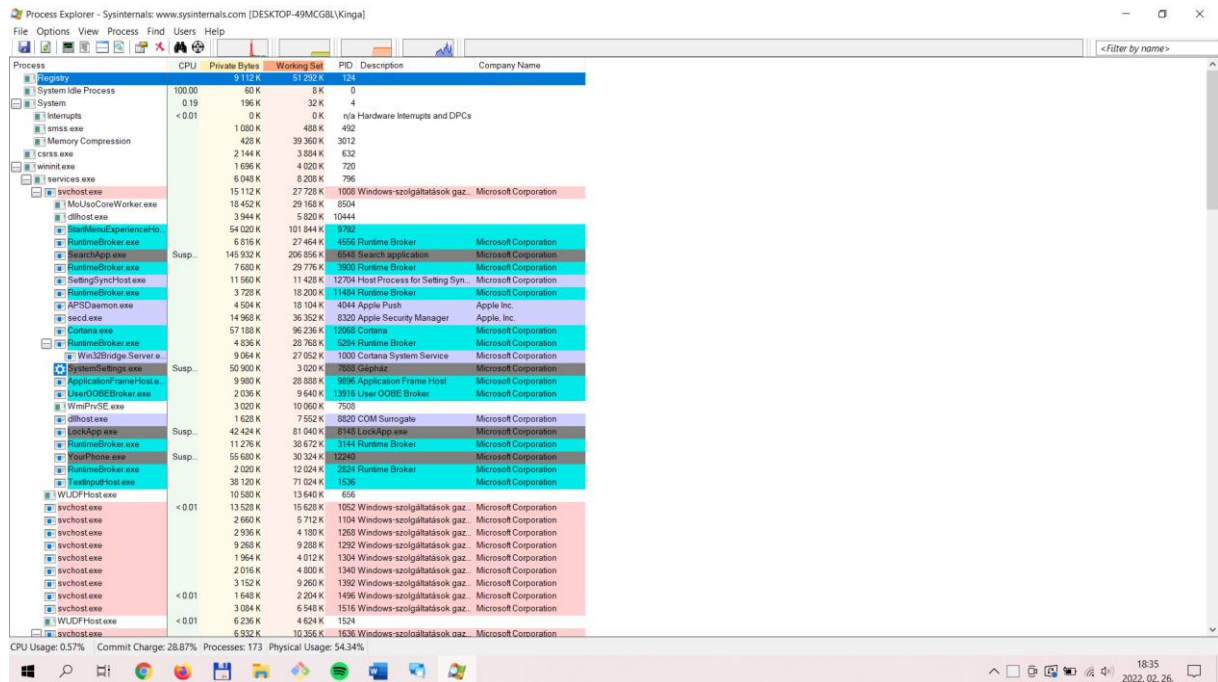 Process Explorer - Sysinternals: www.sysinternals.com [DESKTOP-49MCG8L\Kinga]
File Options View Process Find Users Help
<Filter by name>
Process CPU Private Bytes Working Set PID Description Company Name
Registry 9 112 K 51 292 K 124
System Idle Process 100.00 60 K 8 K 0
System 0.19 196 K 32 K 4
Interrupts < 0.01 0 K 0 K n/a Hardware Interrupts and DPCs
smss.exe 1 080 K 488 K 492
Memory Compression 428 K 39 360 K 3012
csrss.exe 2 144 K 3 884 K 632
wininit.exe 1 696 K 4 020 K 720
services.exe 6 048 K 8 208 K 796
svchost.exe 15 112 K 27 728 K 1008 Windows-szolgáltatások gaz... Microsoft Corporation
MoUsoCoreWorker.exe 18 452 K 29 168 K 8504
dllhost.exe 3 944 K 5 820 K 10444
StartMenuExperienceHo... 54 020 K 101 844 K 9792
RuntimeBroker.exe 6 816 K 27 464 K 4556 Runtime Broker Microsoft Corporation
SearchApp.exe Susp... 145 932 K 206 856 K 6548 Search application Microsoft Corporation
RuntimeBroker.exe 7 680 K 29 776 K 3900 Runtime Broker Microsoft Corporation
SettingSyncHost.exe 11 560 K 11 428 K 12704 Host Process for Setting Syn... Microsoft Corporation
RuntimeBroker.exe 3 728 K 18 200 K 11484 Runtime Broker Microsoft Corporation
APSDaemon.exe 4 504 K 18 104 K 4044 Apple Push Apple Inc.
secd.exe 14 968 K 36 352 K 8320 Apple Security Manager Apple, Inc.
Cortana.exe 57 188 K 96 236 K 12068 Cortana Microsoft Corporation
RuntimeBroker.exe 4 836 K 28 768 K 5284 Runtime Broker Microsoft Corporation
Win32Bridge.Server.e... 9 064 K 27 052 K 1000 Cortana System Service Microsoft Corporation
SystemSettings.exe Susp... 50 900 K 3 020 K 7888 Gépház Microsoft Corporation
ApplicationFrameHost.e... 9 980 K 28 888 K 9896 Application Frame Host Microsoft Corporation
UserOOBEBroker.exe 2 036 K 9 640 K 13916 User OOBE Broker Microsoft Corporation
WmiPrvSE.exe 3 020 K 10 060 K 7508
dllhost.exe 1 628 K 7 552 K 8820 COM Surrogate Microsoft Corporation
LockApp.exe Susp... 42 424 K 81 040 K 8148 LockApp.exe Microsoft Corporation
RuntimeBroker.exe 11 276 K 38 672 K 3144 Runtime Broker Microsoft Corporation
YourPhone.exe Susp... 55 680 K 30 324 K 12240 Microsoft Corporation
RuntimeBroker.exe 2 020 K 12 024 K 2824 Runtime Broker Microsoft Corporation
TextInputHost.exe 38 120 K 71 024 K 1536 Microsoft Corporation
WUDFHost.exe 10 580 K 13 640 K 656
svchost.exe < 0.01 13 528 K 15 628 K 1052 Windows-szolgáltatások gaz... Microsoft Corporation
svchost.exe 2 660 K 5 712 K 1104 Windows-szolgáltatások gaz... Microsoft Corporation
svchost.exe 2 936 K 4 180 K 1268 Windows-szolgáltatások gaz... Microsoft Corporation
svchost.exe 9 268 K 9 288 K 1292 Windows-szolgáltatások gaz... Microsoft Corporation
svchost.exe 1 964 K 4 012 K 1304 Windows-szolgáltatások gaz... Microsoft Corporation
svchost.exe 2 016 K 4 800 K 1340 Windows-szolgáltatások gaz... Microsoft Corporation
svchost.exe 3 152 K 9 260 K 1392 Windows-szolgáltatások gaz... Microsoft Corporation
svchost.exe < 0.01 1 648 K 2 204 K 1496 Windows-szolgáltatások gaz... Microsoft Corporation
svchost.exe 3 084 K 6 548 K 1516 Windows-szolgáltatások gaz... Microsoft Corporation
WUDFHost.exe < 0.01 6 236 K 4 624 K 1524
svchost.exe 6 932 K 10 356 K 1636 Windows-szolgáltatások gaz... Microsoft Corporation
CPU Usage: 0.57% Commit Charge: 28.87% Processes: 173 Physical Usage: 54.34%
18:35
2022. 02. 26.